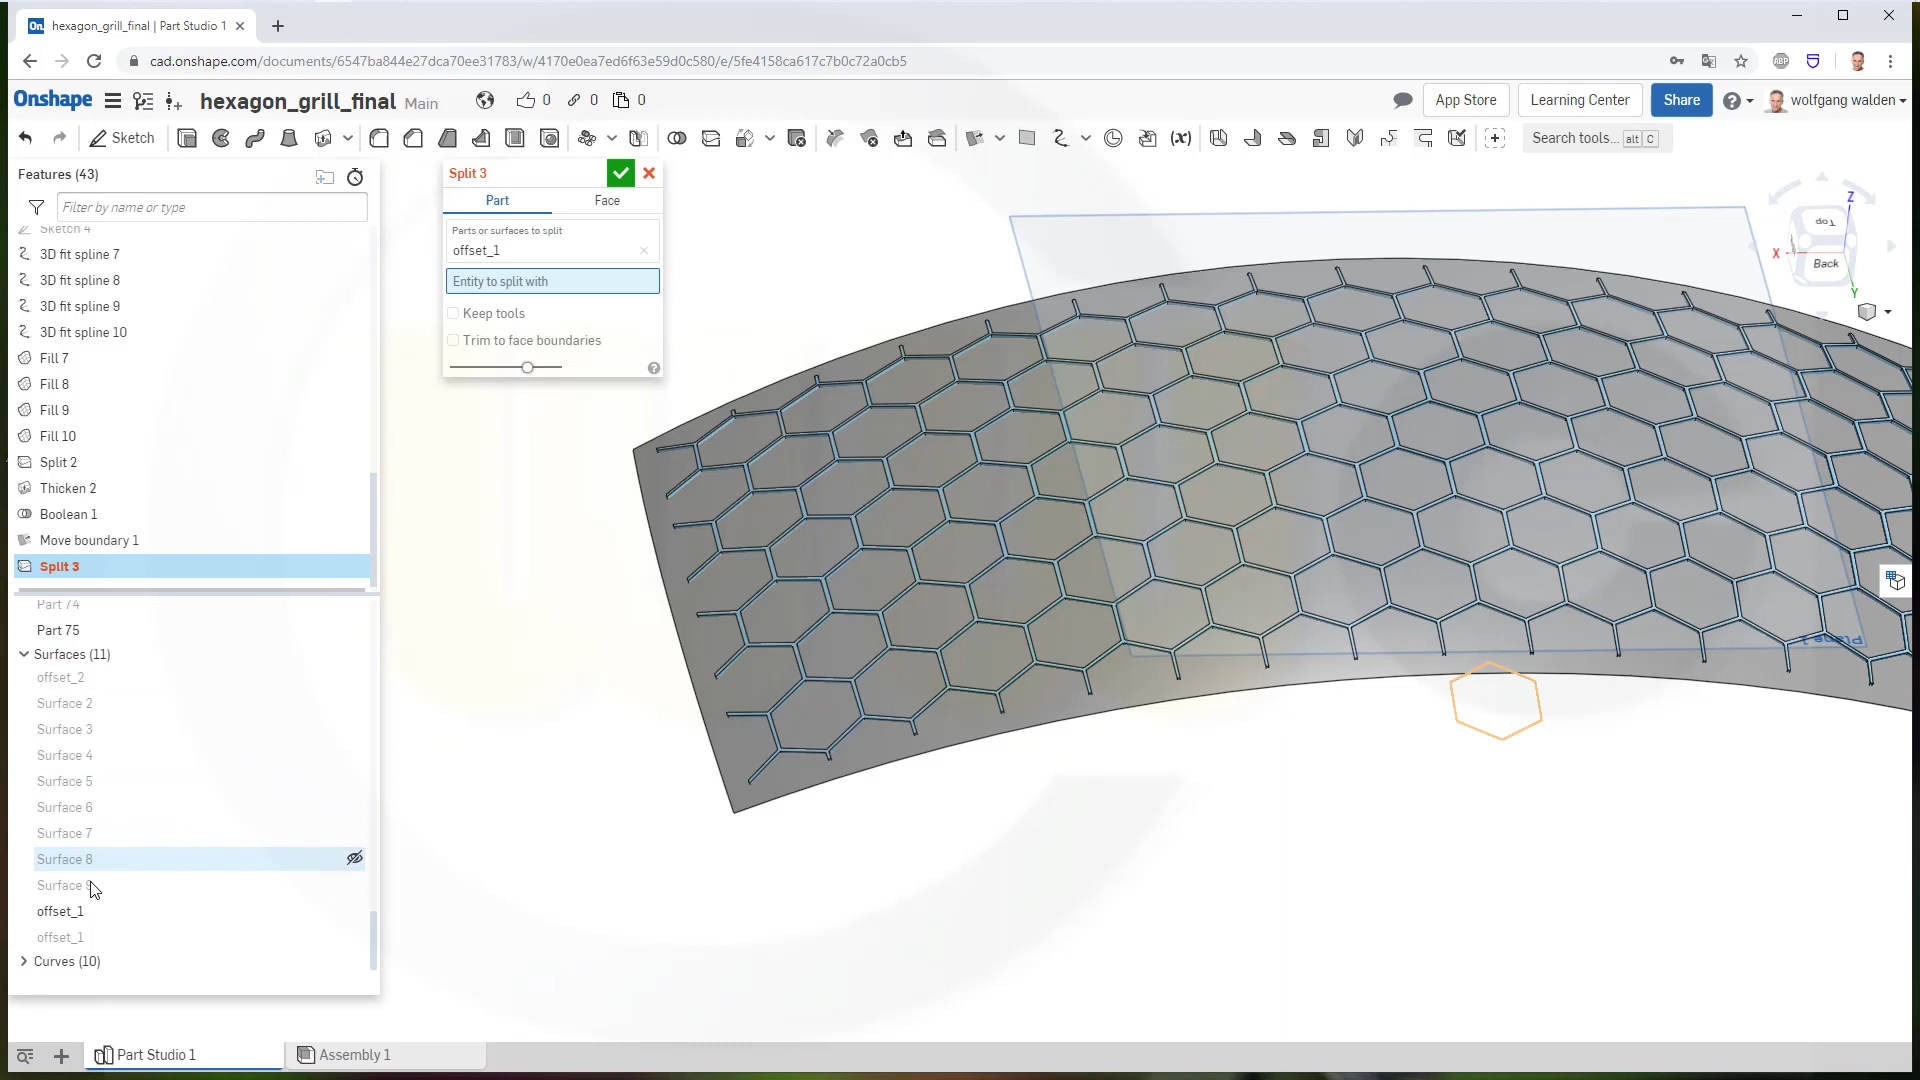 On hexagon_grill_final | Part Studio 1
cad.onshape.com/documents/6547ba844e27dca70ee31783/w/4170e0ea7ed6f63e59d0c580/e/5fe4158ca617c7b0c72a0cb5
ABP
Onshape hexagon_grill_final Main 0 0 0 App Store Learning Center Share wolfgang walden
Sketch (x) Search tools... alt C
Features (43)
Filter by name or type
Sketch 4
3D fit spline 7
3D fit spline 8
3D fit spline 9
3D fit spline 10
Fill 7
Fill 8
Fill 9
Fill 10
Split 2
Thicken 2
Boolean 1
Move boundary 1
Split 3
Part 74
Part 75
Surfaces (11)
offset_2
Surface 2
Surface 3
Surface 4
Surface 5
Surface 6
Surface 7
Surface 8
Surface
offset_1
offset_1
Curves (10)
Split 3
Part Face
Parts or surfaces to split
offset_1
Entity to split with
Keep tools
Trim to face boundaries
Z
Top
X
Back
Y
Plane 1
Part Studio 1 Assembly 1